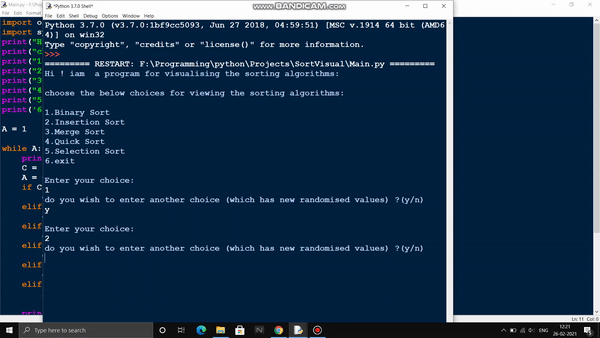 Main.py
*Python 3.7.0 Shell*
WWW.BANDICAM.COM
File Edit Shell Debug Options Window Help
Python 3.7.0 (v3.7.0:1bf9cc5093, Jun 27 2018, 04:59:51) [MSC v.1914 64 bit (AMD6
4)] on win32
Type "copyright", "credits" or "license()" for more information.
>>>
========= RESTART: F:\Programming\python\Projects\SortVisual\Main.py =========
Hi ! iam  a program for visualising the sorting algorithms:
choose the below choices for viewing the sorting algorithms:
1.Binary Sort
2.Insertion Sort
3.Merge Sort
4.Quick Sort
5.Selection Sort
6.exit
Enter your choice:
1
do you wish to enter another choice (which has new randomised values) ?(y/n)
y
Enter your choice:
2
do you wish to enter another choice (which has new randomised values) ?(y/n)
File Edit Fo
import o
import s
print("H
print("c
print("1
print("2
print("3
print("4
print("5
print('6
A = 1
while A:
prin
C =
A =
if C
elif
elif
elif
elif
elif
prin
Ln: 11 Col: 0
Type here to search
ENG
12:21
26-02-2021